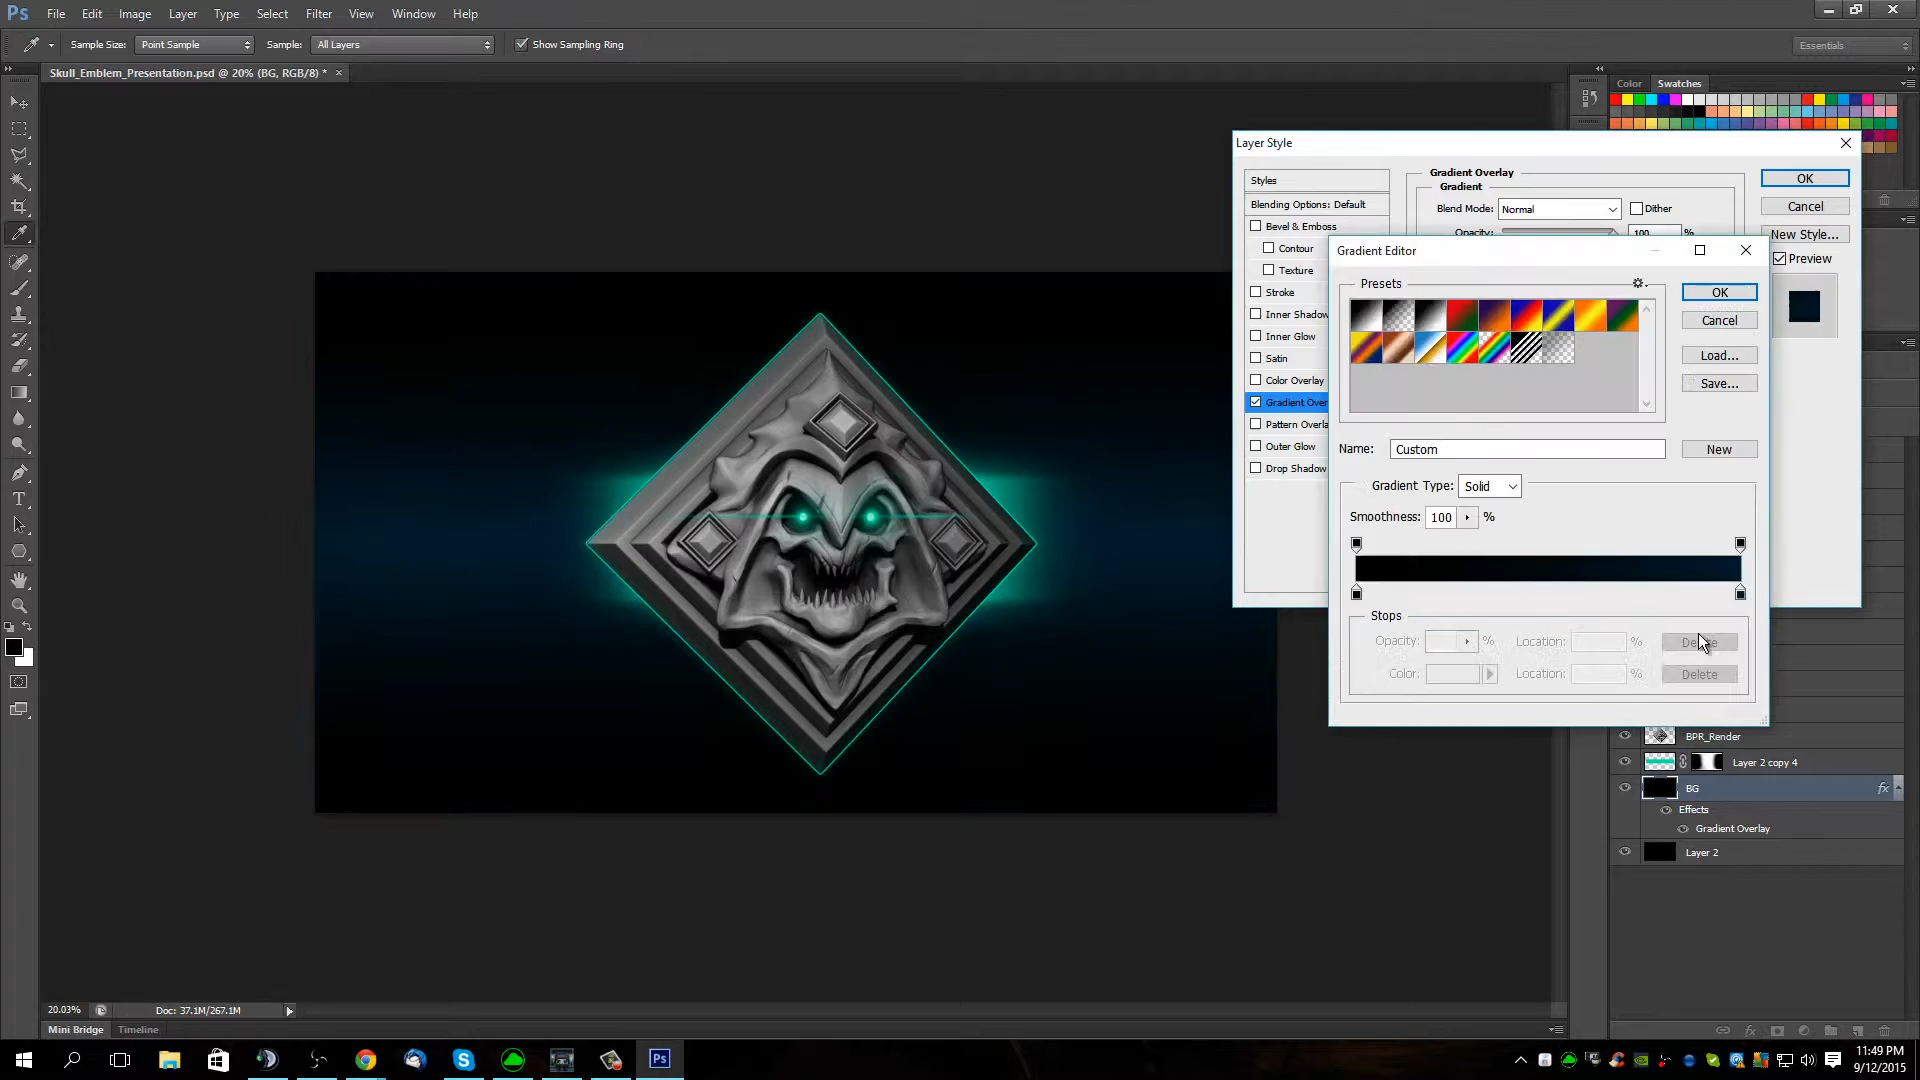 Ps File Edit Image Layer Type Select Filter View Window Help
Sample Size: Point Sample Sample: All Layers Show Sampling Ring Essentials
Skull_Emblem_Presentation.psd @ 20% (BG, RGB/8) * ×
Color Swatches
Layer Style
Styles
Blending Options: Default
Bevel & Emboss
Contour
Texture
Stroke
Inner Shadow
Inner Glow
Satin
Color Overlay
Gradient Over
Pattern Overla
Outer Glow
Drop Shadow
Gradient Overlay
Gradient
Blend Mode: Normal Dither
Opacity: 100 %
OK
Cancel
New Style...
Preview
Gradient Editor
Presets
OK
Cancel
Load...
Save...
Name: Custom New
Gradient Type: Solid
Smoothness: 100 %
Stops
Opacity: % Location: % Delete
Color: Location: % Delete
BPR_Render
Layer 2 copy 4
BG fx
Effects
Gradient Overlay
Layer 2
20.03% Doc: 37.1M/267.1M
Mini Bridge Timeline
Ps
11:49 PM
9/12/2015